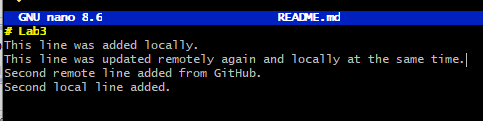 GNU nano 8.6 README.md
# Lab3
This line was added locally.
This line was updated remotely again and locally at the same time.
Second remote line added from GitHub.
Second local line added.